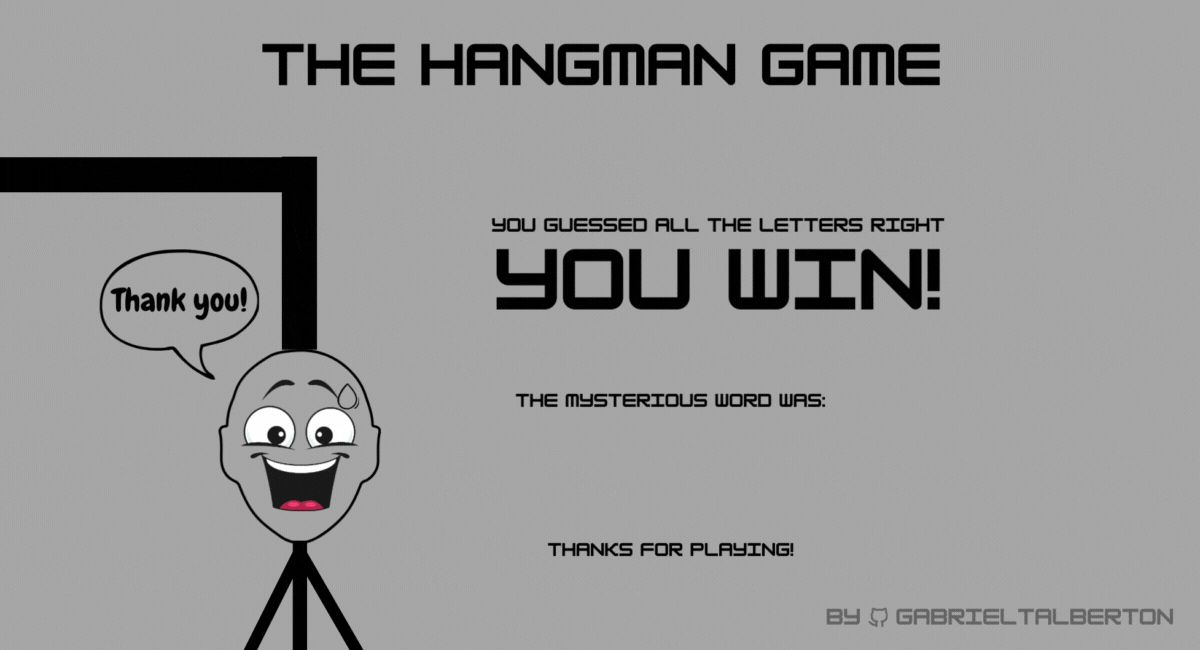 THE HANGMAN GAME
YOU GUESSED ALL THE LETTERS RIGHT
YOU WIN!
Thank you!
THE MYSTERIOUS WORD WAS:
THANKS FOR PLAYING!
BY GABRIELTALBERTON